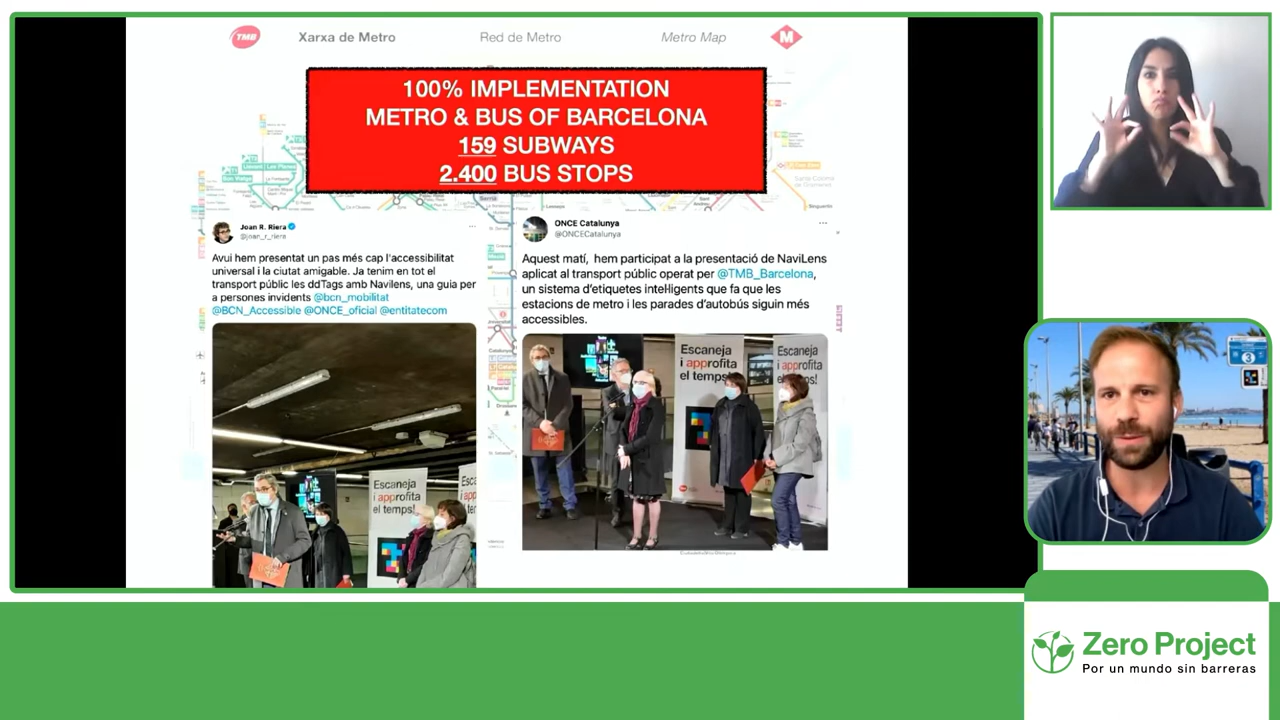 TMB
Xarxa de Metro
Red de Metro
Metro Map
M
100% IMPLEMENTATION
METRO & BUS OF BARCELONA
159 SUBWAYS
2.400 BUS STOPS
Joan R. Riera
@joan_r_riera
Avui hem presentat un pas més cap l'accessibilitat
universal i la ciutat amigable. Ja tenim en tot el
transport públic les ddTags amb Navilens, una guia per
a persones invidents @bcn_mobilitat
@BCN_Accessible @ONCE_oficial @entitatecom
Escaneja
i approfita
el temps!
ONCE Catalunya
@ONCECatalunya
Aquest matí, hem participat a la presentació de NaviLens
aplicat al transport públic operat per @TMB_Barcelona,
un sistema d'etiquetes intel·ligents que fa que les
estacions de metro i les parades d'autobús siguin més
accessibles.
Escaneja
i approfita
el temps!
Escaneja
i approfita
el temps!
3
Zero Project
Por un mundo sin barreras